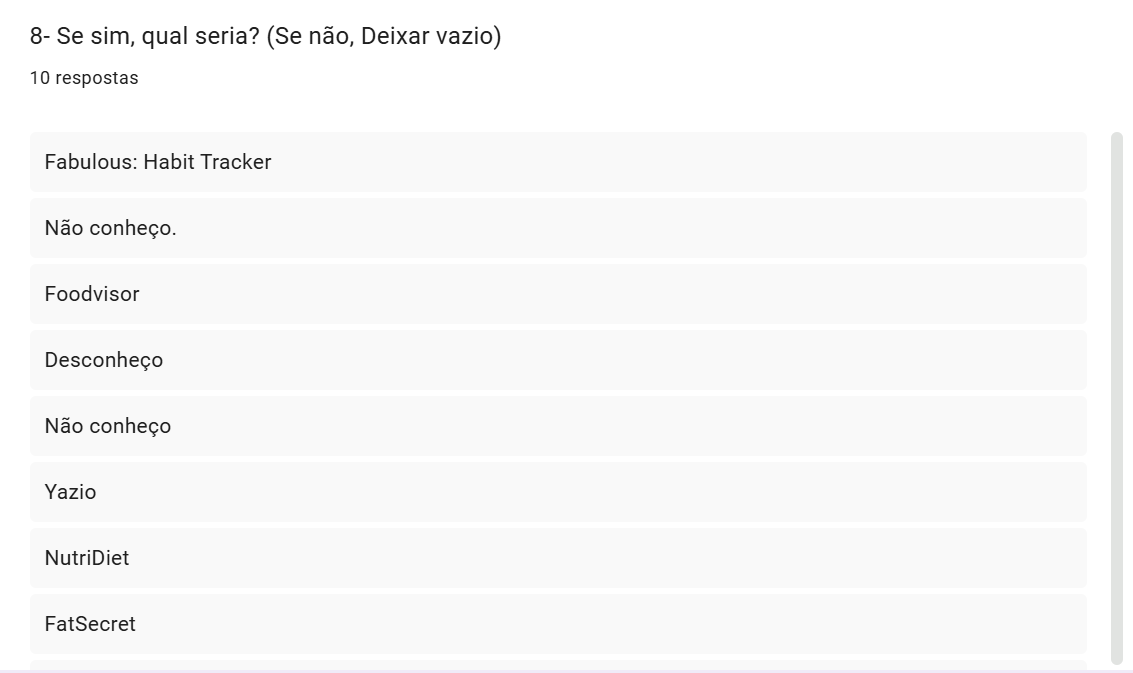 8- Se sim, qual seria? (Se não, Deixar vazio)
10 respostas
Fabulous: Habit Tracker
Não conheço.
Foodvisor
Desconheço
Não conheço
Yazio
NutriDiet
FatSecret